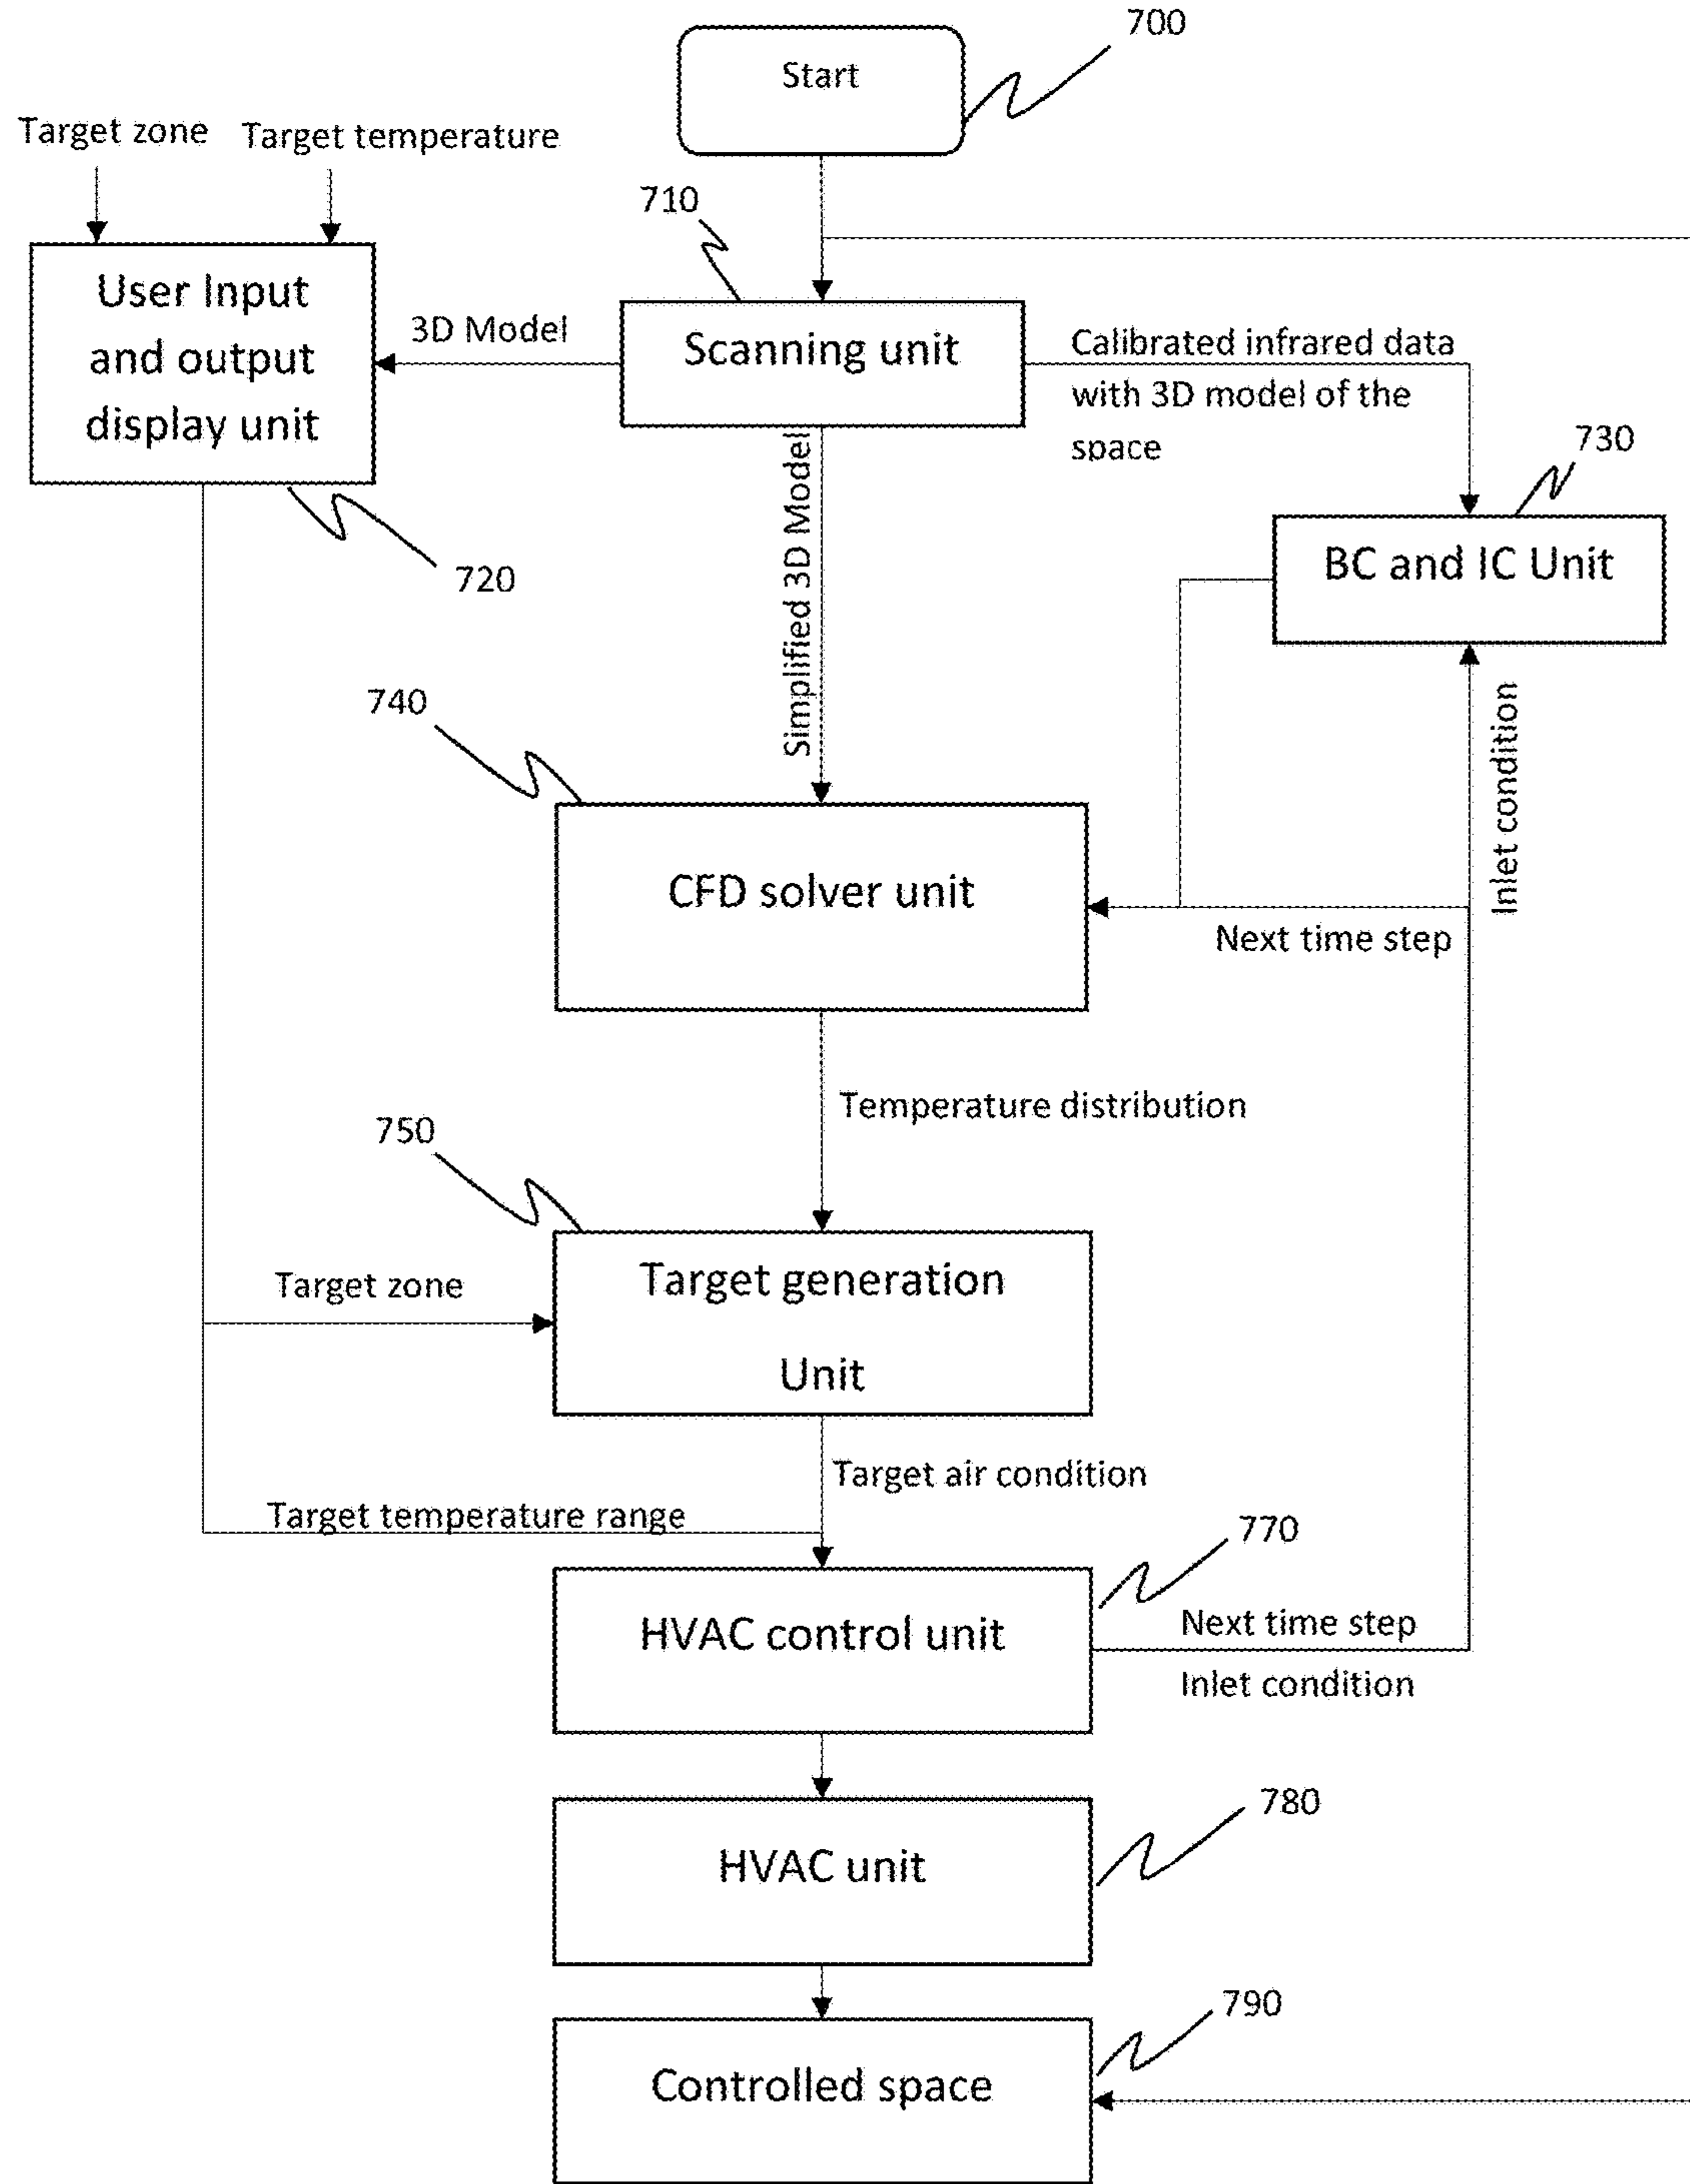 700
Start
Target zone
Target temperature
710
User Input
and output
display unit
3D Model
Scanning unit
Calibrated infrared data
with 3D model of the
space
720
Simplified 3D Model
730
BC and IC Unit
740
CFD solver unit
Inlet condition
Next time step
Temperature distribution
750
Target zone
Target generation
Unit
Target air condition
Target temperature range
770
HVAC control unit
Next time step
Inlet condition
780
HVAC unit
790
Controlled space